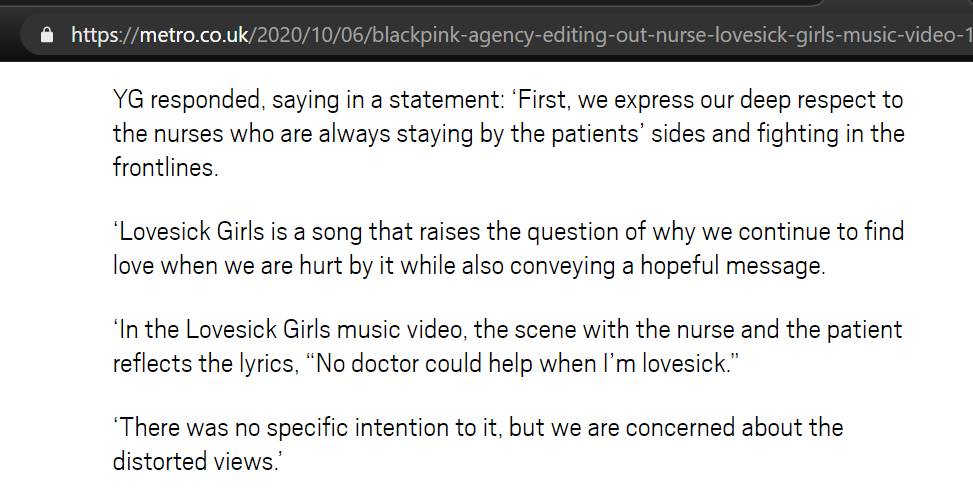 https://metro.co.uk/2020/10/06/blackpink-agency-editing-out-nurse-lovesick-girls-music-video-1
YG responded, saying in a statement: ‘First, we express our deep respect to
the nurses who are always staying by the patients’ sides and fighting in the
frontlines.
‘Lovesick Girls is a song that raises the question of why we continue to find
love when we are hurt by it while also conveying a hopeful message.
‘In the Lovesick Girls music video, the scene with the nurse and the patient
reflects the lyrics, “No doctor could help when I’m lovesick.”
‘There was no specific intention to it, but we are concerned about the
distorted views.’